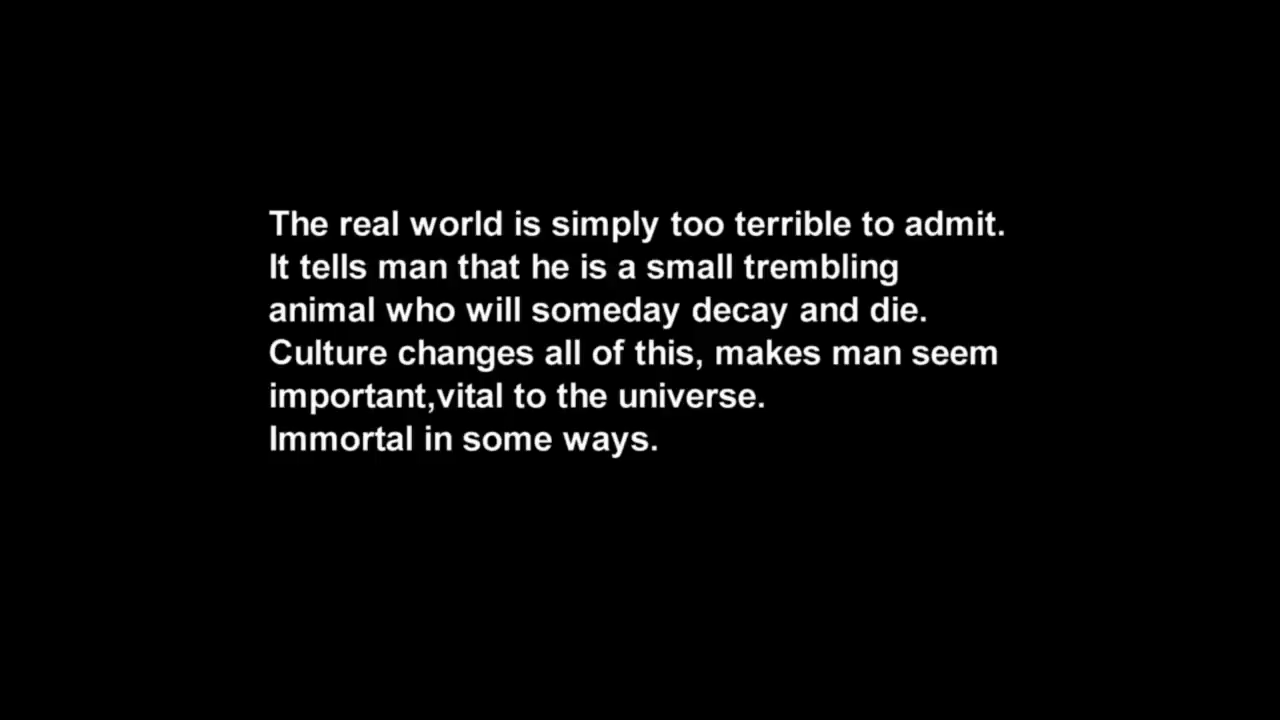 The real world is simply too terrible to admit.
It tells man that he is a small trembling
animal who will someday decay and die.
Culture changes all of this, makes man seem
important,vital to the universe.
Immortal in some ways.